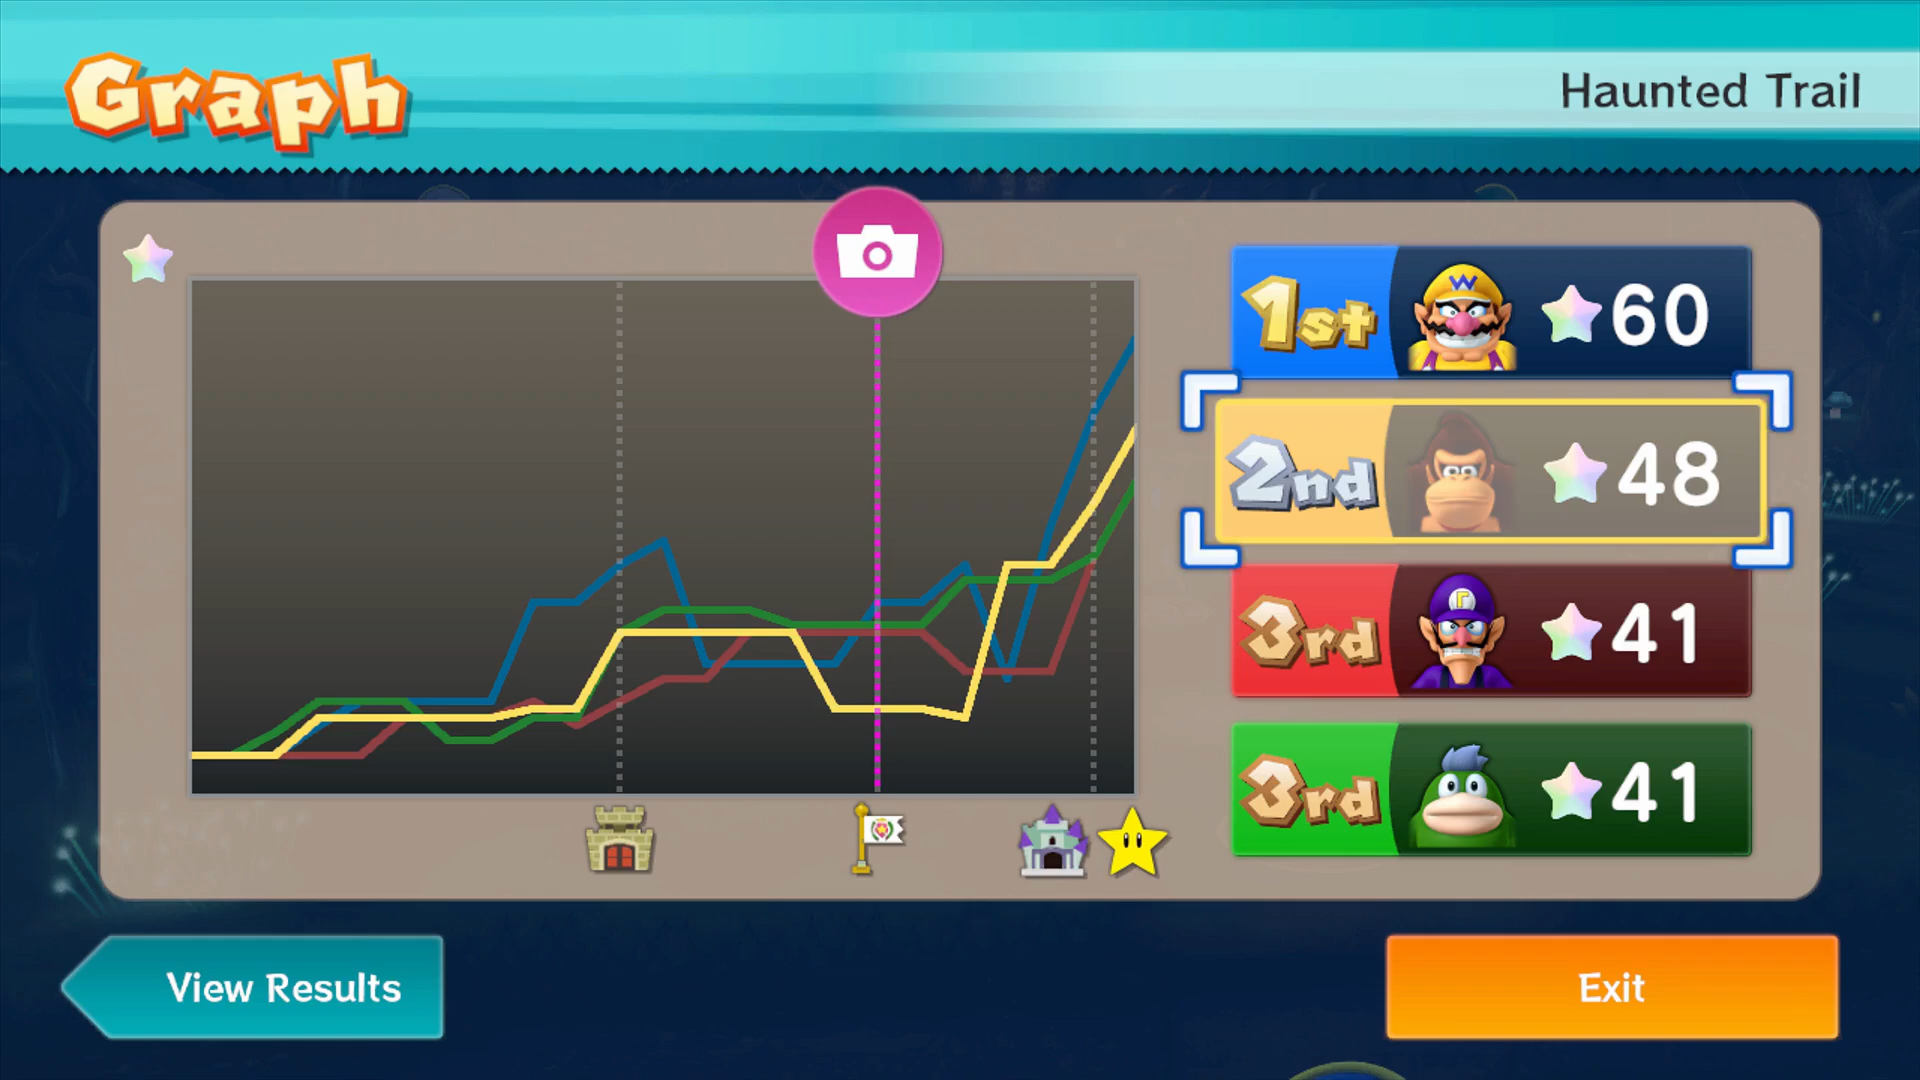 Graph
Haunted Trail
1st W 60
2nd 48
3rd Γ 41
3rd 41
View Results
Exit